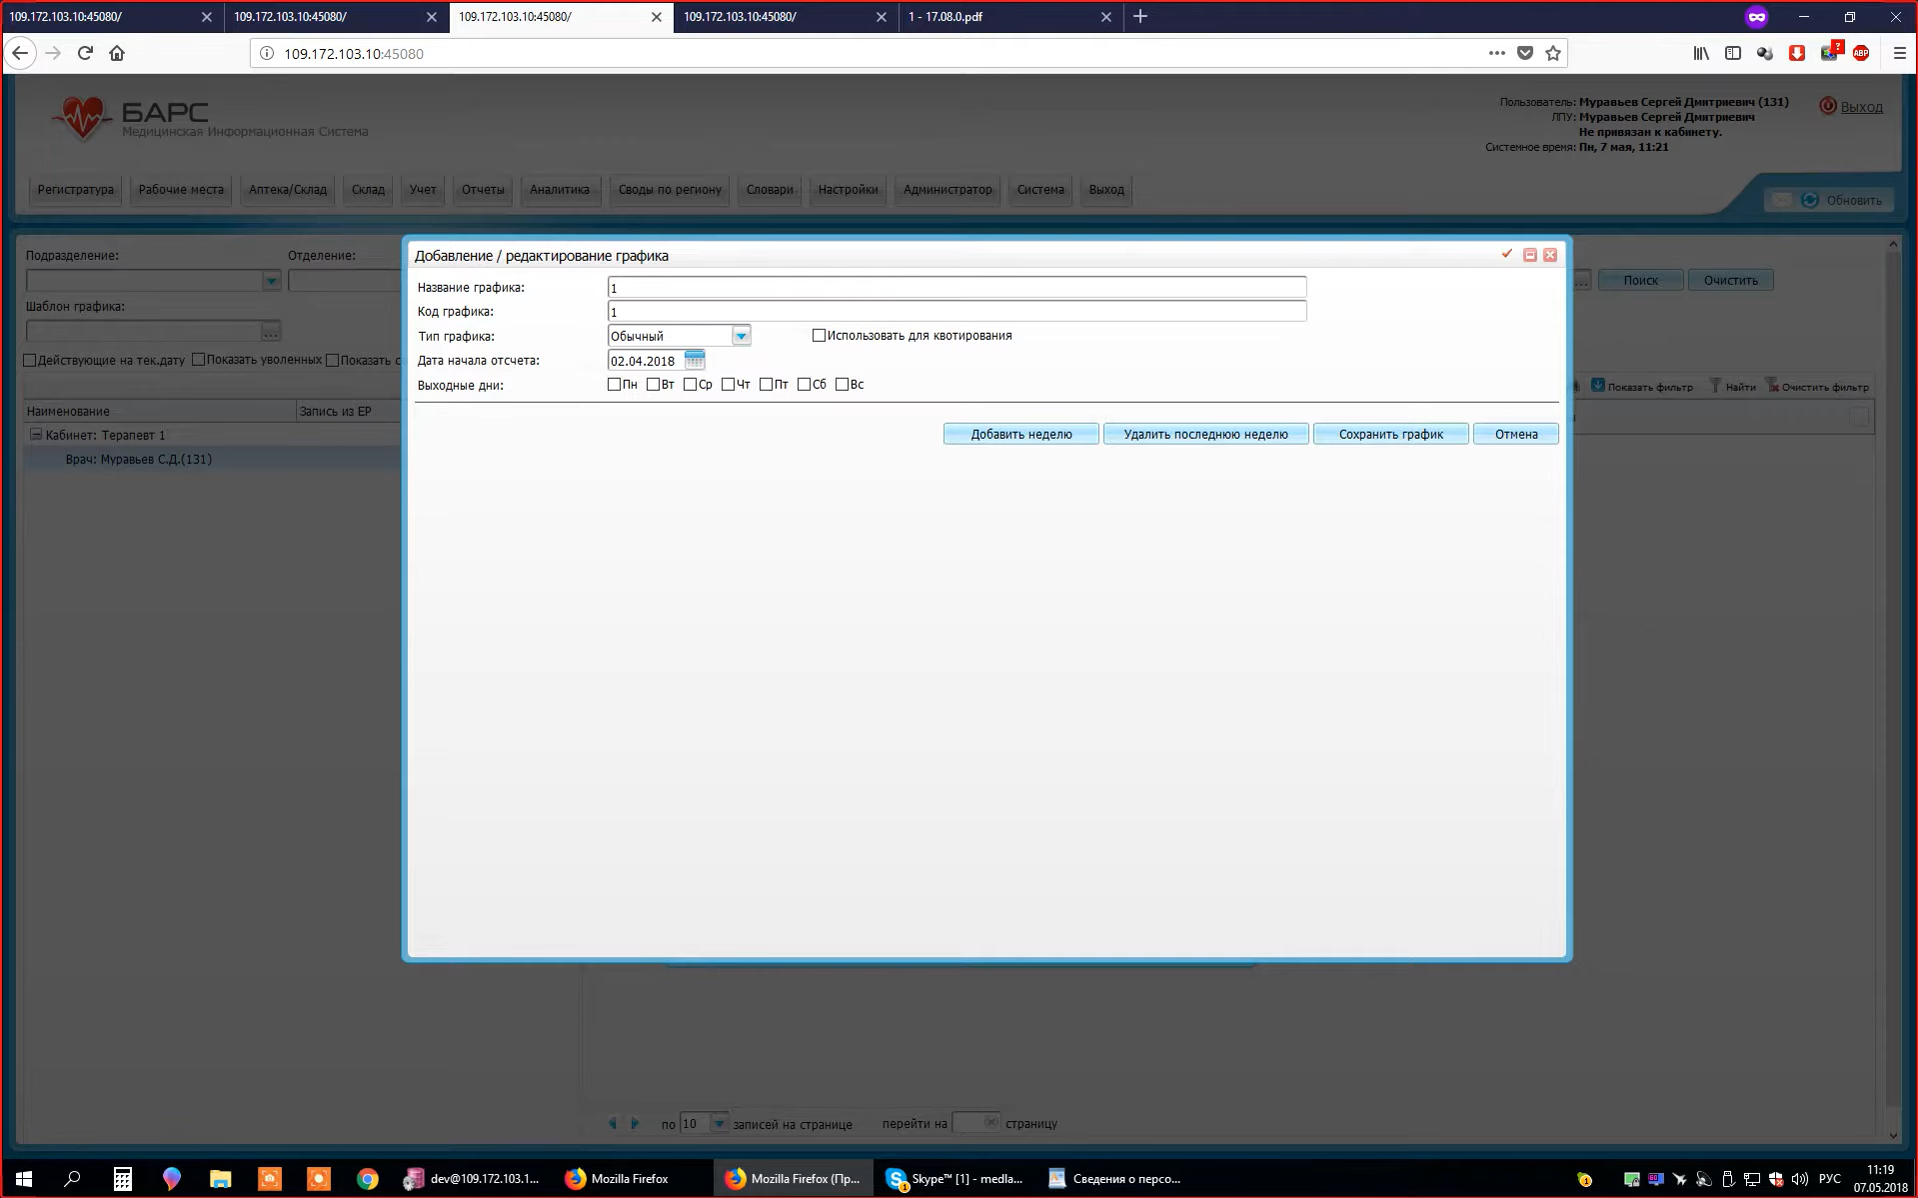 109.172.103.10:45080/
109.172.103.10:45080/
109.172.103.10:45080/
109.172.103.10:45080/
1 - 17.08.0.pdf
109.172.103.10:45080
ABP
БАРС
Медицинская Информационная Система
Пользователь: Муравьев Сергей Дмитриевич (131)
ЛПУ: Муравьев Сергей Дмитриевич
Не привязан к кабинету.
Системное время: Пн, 7 мая, 11:21
Выход
Регистратура Рабочие места Аптека/Склад Склад Учет Отчеты Аналитика Своды по региону Словари Настройки Администратор Система Выход
Обновить
Подразделение:
Отделение:
Поиск Очистить
Шаблон графика:
Действующие на тек.дату Показать уволенных Показать с
Показать фильтр Найти Очистить фильтр
Наименование Запись из ЕР
Кабинет: Терапевт 1
Врач: Муравьев С.Д.(131)
Добавление / редактирование графика
Название графика: 1
Код графика: 1
Тип графика: Обычный Использовать для квотирования
Дата начала отсчета: 02.04.2018
Выходные дни: Пн Вт Ср Чт Пт Сб Вс
Добавить неделю Удалить последнюю неделю Сохранить график Отмена
по 10 записей на странице перейти на страницу
dev@109.172.103.1...
Mozilla Firefox
Mozilla Firefox (Пр...
Skype™ [1] - medla...
Сведения о персо...
РУС
11:19
07.05.2018